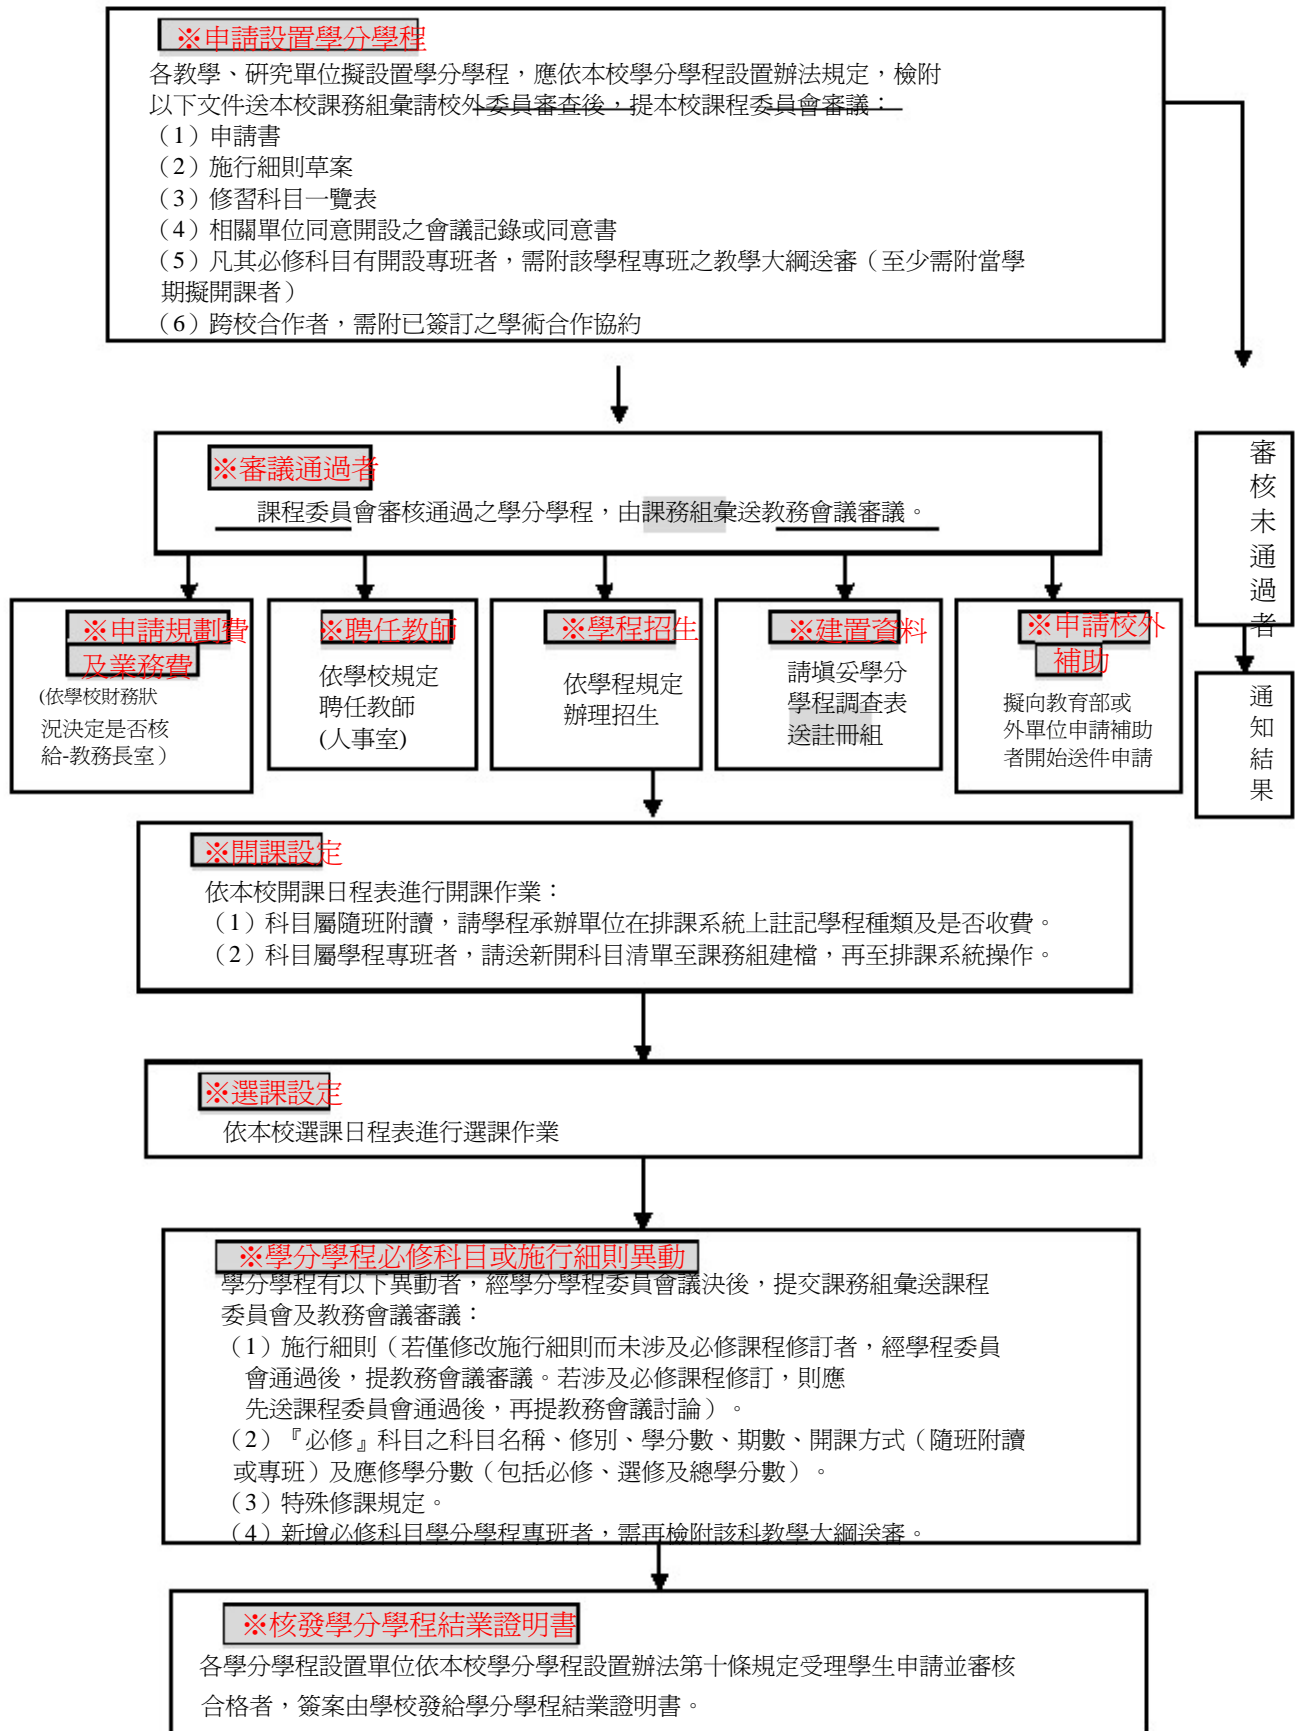 ※申請設置學分學程
各教學、研究單位擬設置學分學程，應依本校學分學程設置辦法規定，檢附
以下文件送本校課務組彙請校外委員審查後，提本校課程委員會審議：
（1）申請書
（2）施行細則草案
（3）修習科目一覽表
（4）相關單位同意開設之會議記錄或同意書
（5）凡其必修科目有開設專班者，需附該學程專班之教學大綱送審（至少需附當學
期擬開課者）
（6）跨校合作者，需附已簽訂之學術合作協約
※審議通過者
課程委員會審核通過之學分學程，由課務組彙送教務會議審議。
審核未通過者
通知結果
※申請規劃費
及業務費
(依學校財務狀
況決定是否核
給-教務長室）
※聘任教師
依學校規定
聘任教師
(人事室)
※學程招生
依學程規定
辦理招生
※建置資料
請填妥學分
學程調查表
送註冊組
※申請校外
補助
擬向教育部或
外單位申請補助
者開始送件申請
※開課設定
依本校開課日程表進行開課作業：
（1）科目屬隨班附讀，請學程承辦單位在排課系統上註記學程種類及是否收費。
（2）科目屬學程專班者，請送新開科目清單至課務組建檔，再至排課系統操作。
※選課設定
依本校選課日程表進行選課作業
※學分學程必修科目或施行細則異動
學分學程有以下異動者，經學分學程委員會議決後，提交課務組彙送課程
委員會及教務會議審議：
（1）施行細則（若僅修改施行細則而未涉及必修課程修訂者，經學程委員
會通過後，提教務會議審議。若涉及必修課程修訂，則應
先送課程委員會通過後，再提教務會議討論）。
（2）『必修』科目之科目名稱、修別、學分數、期數、開課方式（隨班附讀
或專班）及應修學分數（包括必修、選修及總學分數）。
（3）特殊修課規定。
（4）新增必修科目學分學程專班者，需再檢附該科教學大綱送審。
※核發學分學程結業證明書
各學分學程設置單位依本校學分學程設置辦法第十條規定受理學生申請並審核
合格者，簽案由學校發給學分學程結業證明書。